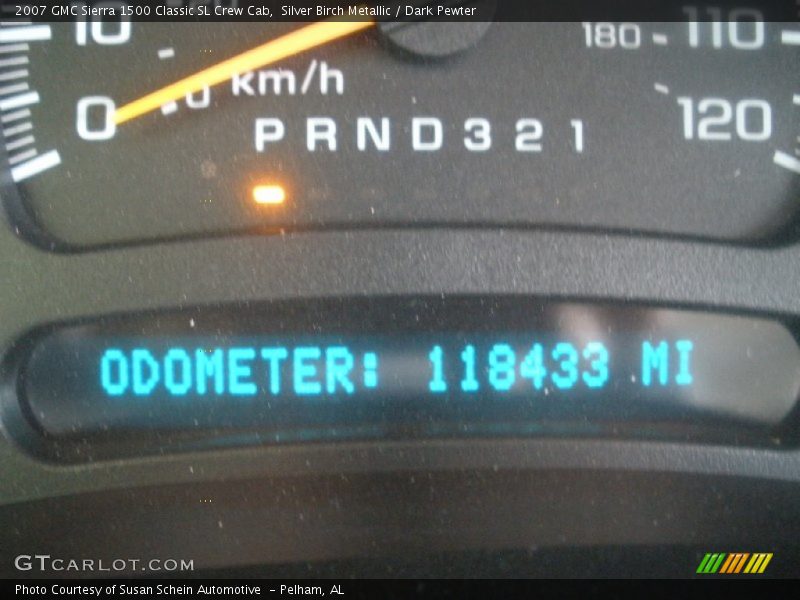 2007 GMC Sierra 1500 Classic SL Crew Cab, Silver Birch Metallic / Dark Pewter
10 180 110
km/h
0 0 120
P R N D 3 2 1
ODOMETER: 118433 MI
GTCARLOT.COM
Photo Courtesy of Susan Schein Automotive - Pelham, AL